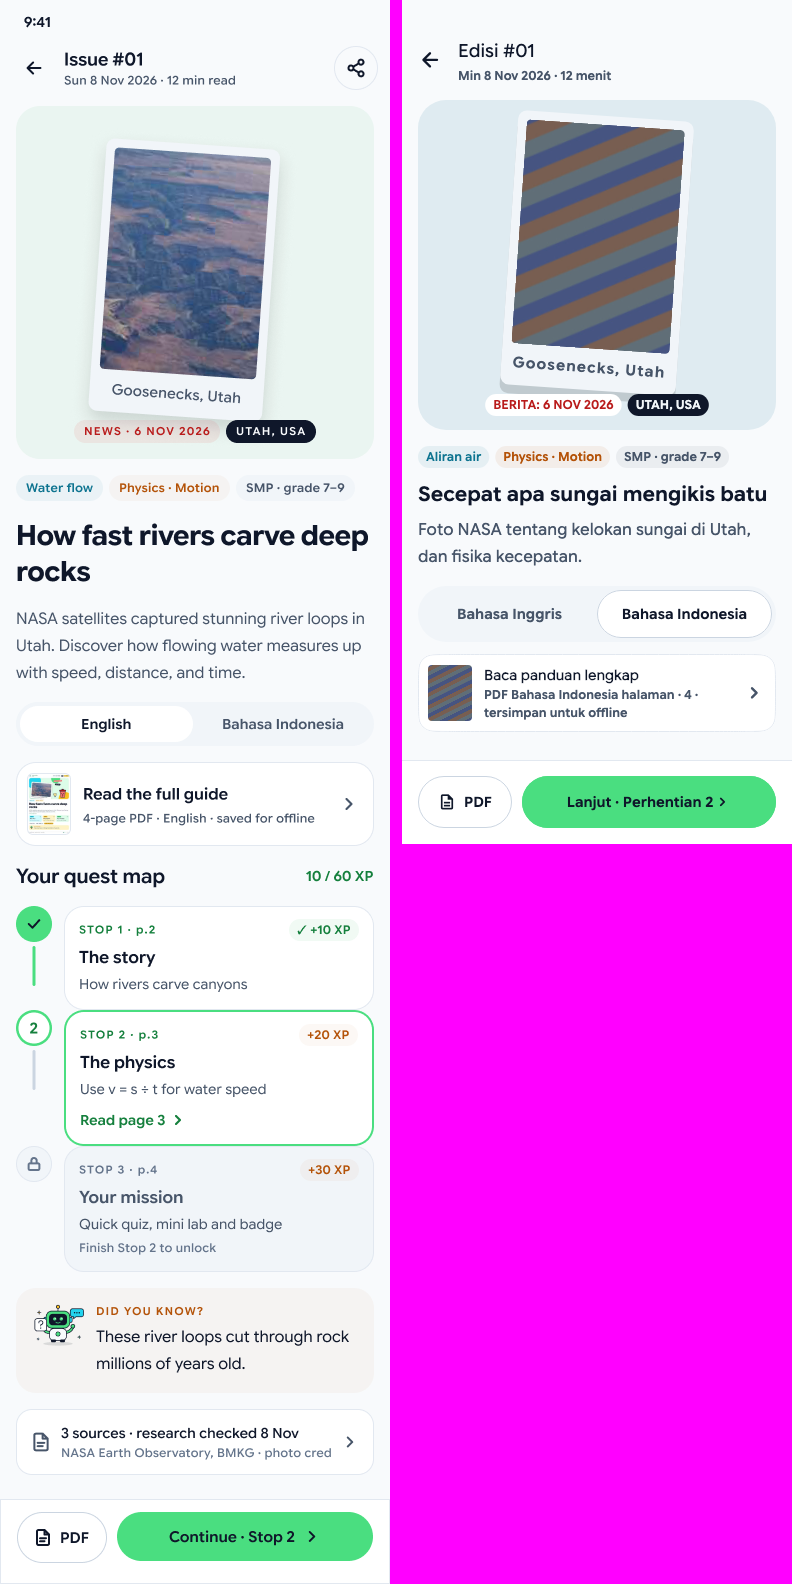 9:41
Issue #01
Sun 8 Nov 2026 · 12 min read
Goosenecks, Utah
NEWS · 6 NOV 2026
UTAH, USA
Water flow
Physics · Motion
SMP · grade 7–9
How fast rivers carve deep
rocks
NASA satellites captured stunning river loops in
Utah. Discover how flowing water measures up
with speed, distance, and time.
English
Bahasa Indonesia
Read the full guide
4-page PDF · English · saved for offline
Your quest map
10 / 60 XP
STOP 1 · p.2
✓ +10 XP
The story
How rivers carve canyons
2
STOP 2 · p.3
+20 XP
The physics
Use v = s ÷ t for water speed
Read page 3
STOP 3 · p.4
+30 XP
Your mission
Quick quiz, mini lab and badge
Finish Stop 2 to unlock
?
DID YOU KNOW?
These river loops cut through rock
millions of years old.
3 sources · research checked 8 Nov
NASA Earth Observatory, BMKG · photo cred
PDF
Continue · Stop 2
Edisi #01
Min 8 Nov 2026 · 12 menit
Goosenecks, Utah
BERITA: 6 NOV 2026
UTAH, USA
Aliran air
Physics · Motion
SMP · grade 7–9
Secepat apa sungai mengikis batu
Foto NASA tentang kelokan sungai di Utah,
dan fisika kecepatan.
Bahasa Inggris
Bahasa Indonesia
Baca panduan lengkap
PDF Bahasa Indonesia halaman · 4 ·
tersimpan untuk offline
PDF
Lanjut · Perhentian 2